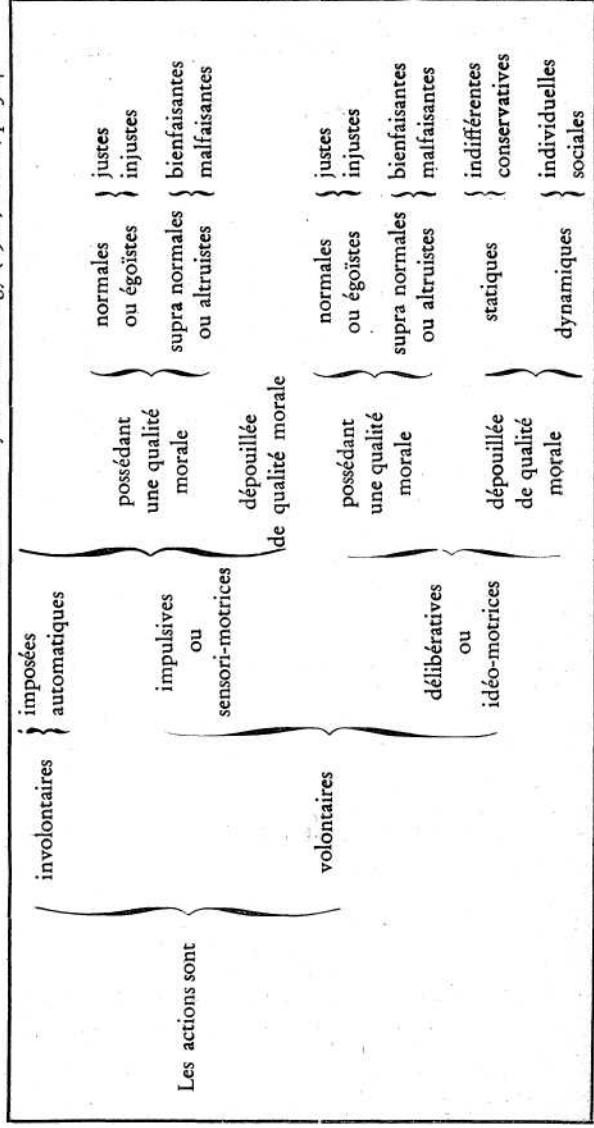 Les actions sont
involontaires
imposées
automatiques
volontaires
impulsives
ou
sensori-motrices
possédant
une qualité
morale
normales
ou égoïstes
justes
injustes
supra normales
ou altruistes
bienfaisantes
malfaisantes
dépouillée
de qualité morale
délibératives
ou
idéo-motrices
possédant
une qualité
morale
normales
ou égoïstes
justes
injustes
supra normales
ou altruistes
bienfaisantes
malfaisantes
dépouillée
de qualité
morale
statiques
indifférentes
conservatives
dynamiques
individuelles
sociales